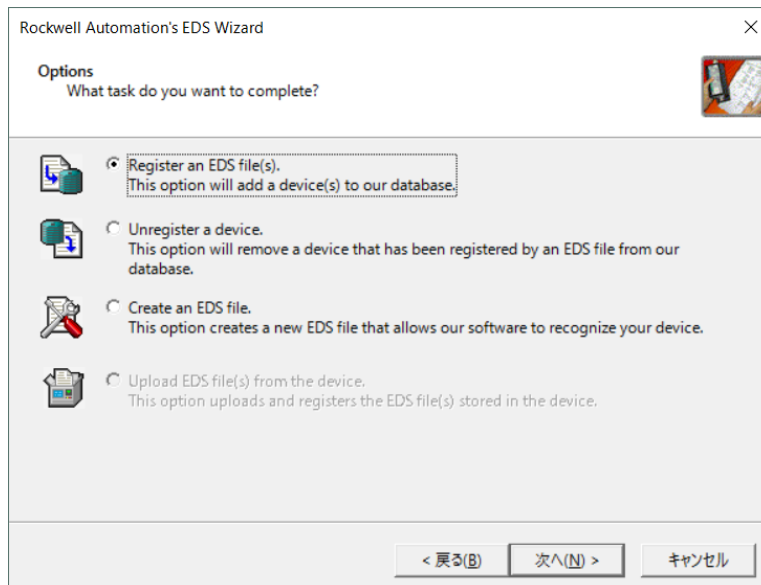 Rockwell Automation's EDS Wizard
Options
What task do you want to complete?
Register an EDS file(s).
This option will add a device(s) to our database.
Unregister a device.
This option will remove a device that has been registered by an EDS file from our
database.
Create an EDS file.
This option creates a new EDS file that allows our software to recognize your device.
Upload EDS file(s) from the device.
This option uploads and registers the EDS file(s) stored in the device.
< 戻る(B)
次へ(N) >
キャンセル